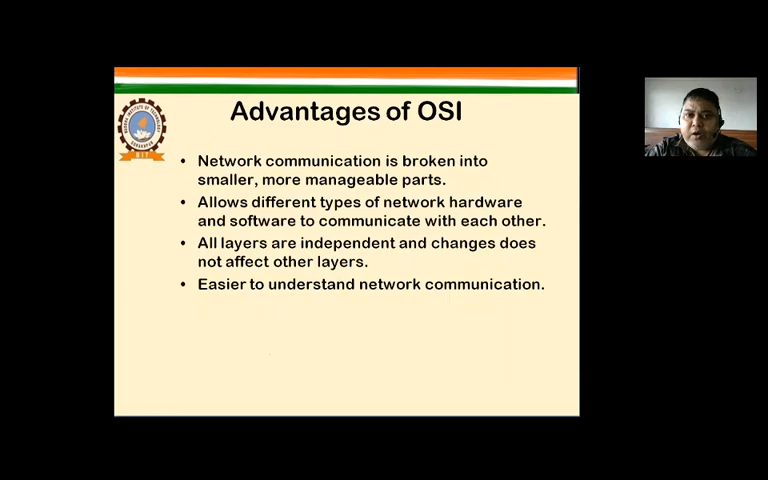 Advantages of OSI
• Network communication is broken into
smaller, more manageable parts.
• Allows different types of network hardware
and software to communicate with each other.
• All layers are independent and changes does
not affect other layers.
• Easier to understand network communication.